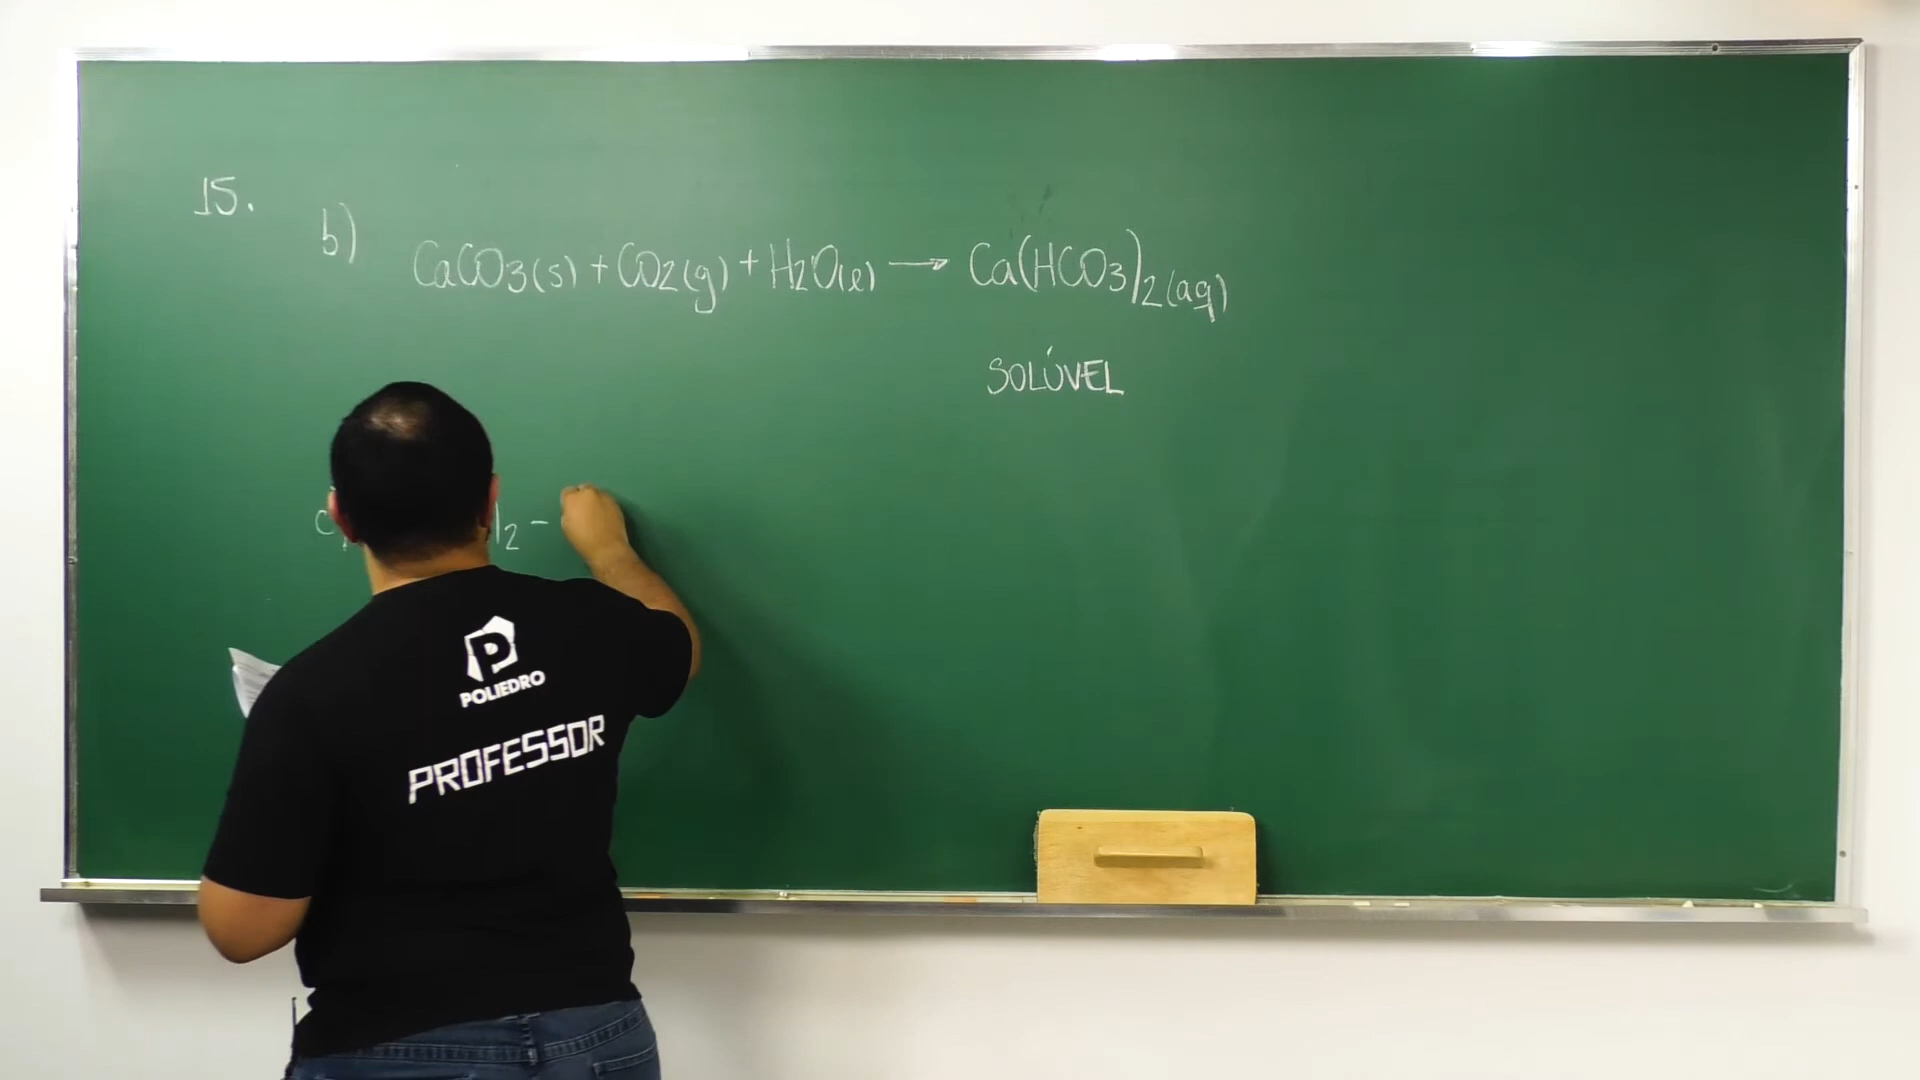 15.
b) CaCO3(s) + CO2(g) + H2O(l) → Ca(HCO3)2(aq)
SOLÚVEL
2 -
POLIEDRO
PROFESSOR